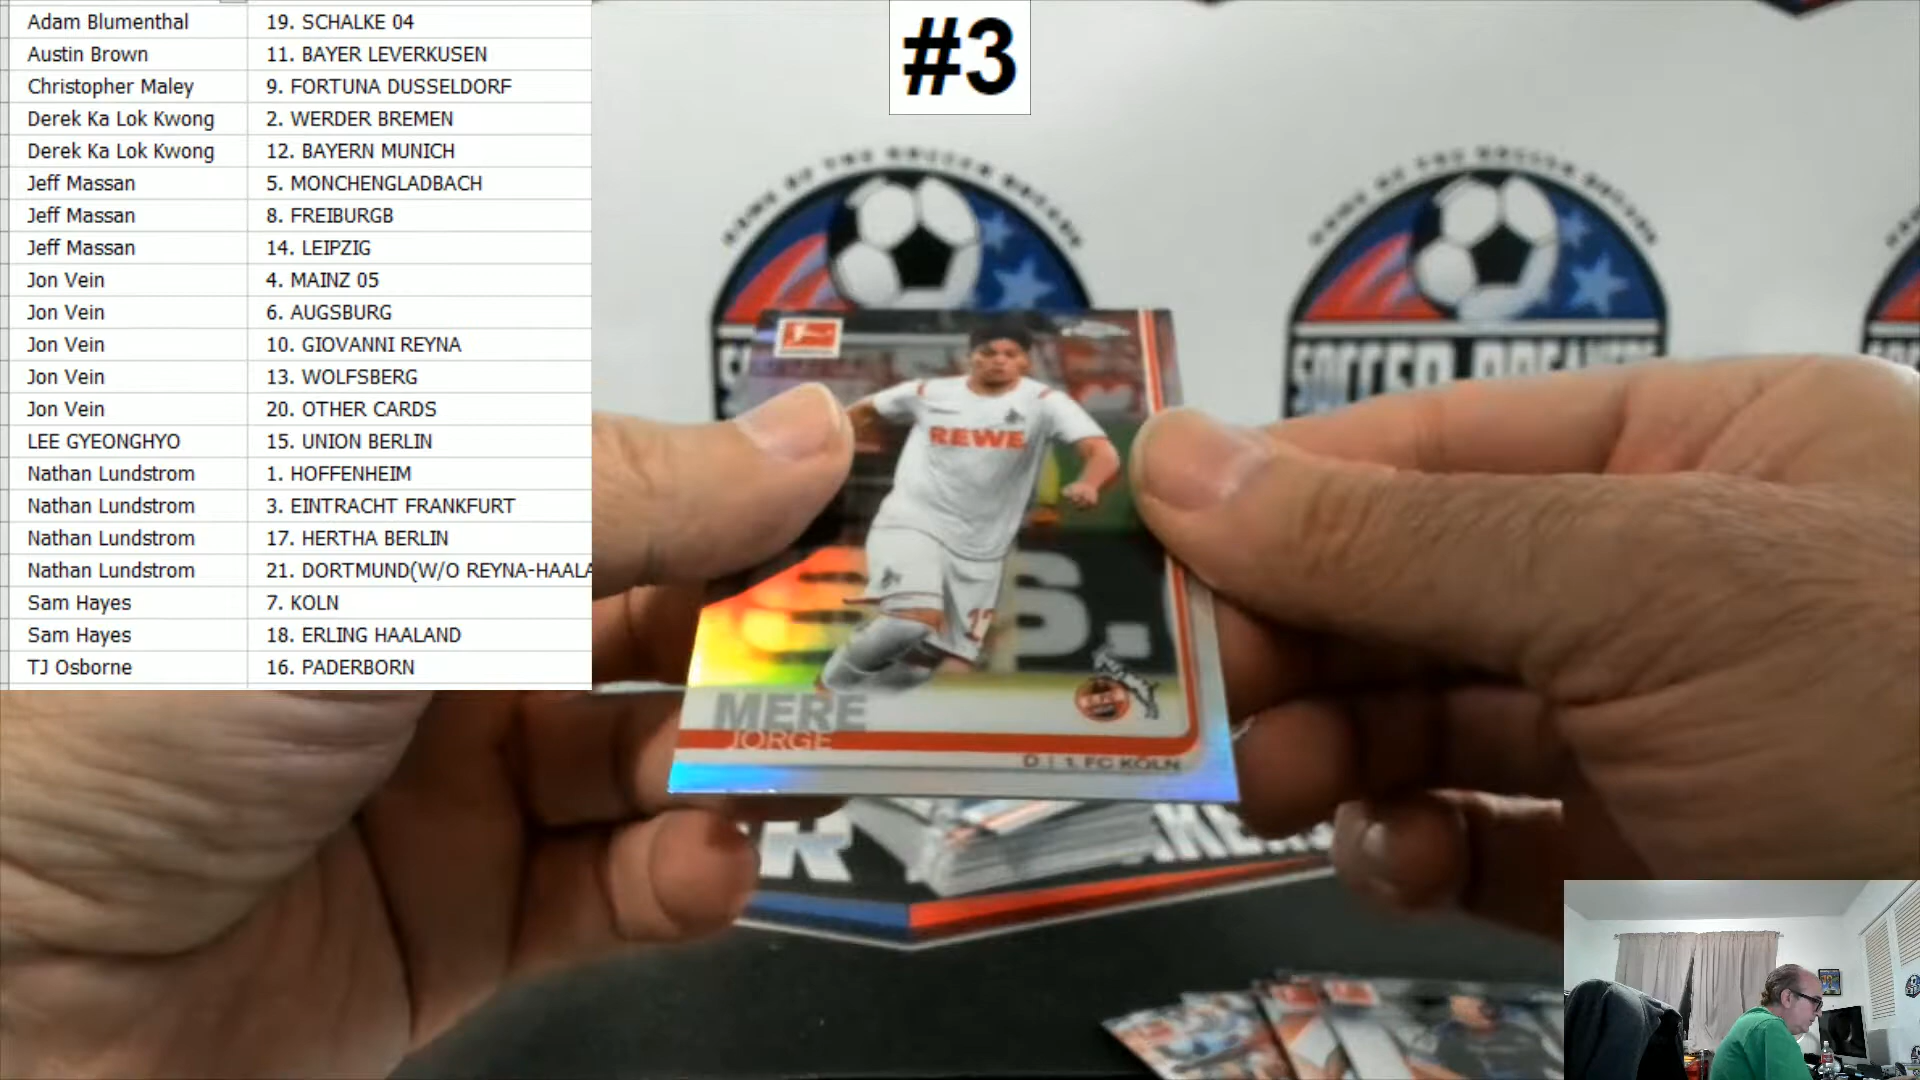 Adam Blumenthal 19. SCHALKE 04
Austin Brown 11. BAYER LEVERKUSEN
Christopher Maley 9. FORTUNA DUSSELDORF
Derek Ka Lok Kwong 2. WERDER BREMEN
Derek Ka Lok Kwong 12. BAYERN MUNICH
Jeff Massan 5. MONCHENGLADBACH
Jeff Massan 8. FREIBURGB
Jeff Massan 14. LEIPZIG
Jon Vein 4. MAINZ 05
Jon Vein 6. AUGSBURG
Jon Vein 10. GIOVANNI REYNA
Jon Vein 13. WOLFSBERG
Jon Vein 20. OTHER CARDS
LEE GYEONGHYO 15. UNION BERLIN
Nathan Lundstrom 1. HOFFENHEIM
Nathan Lundstrom 3. EINTRACHT FRANKFURT
Nathan Lundstrom 17. HERTHA BERLIN
Nathan Lundstrom 21. DORTMUND(W/O REYNA-HAALA
Sam Hayes 7. KOLN
Sam Hayes 18. ERLING HAALAND
TJ Osborne 16. PADERBORN
#3
REWE
MERE
JORGE
D | 1. FC KÖLN